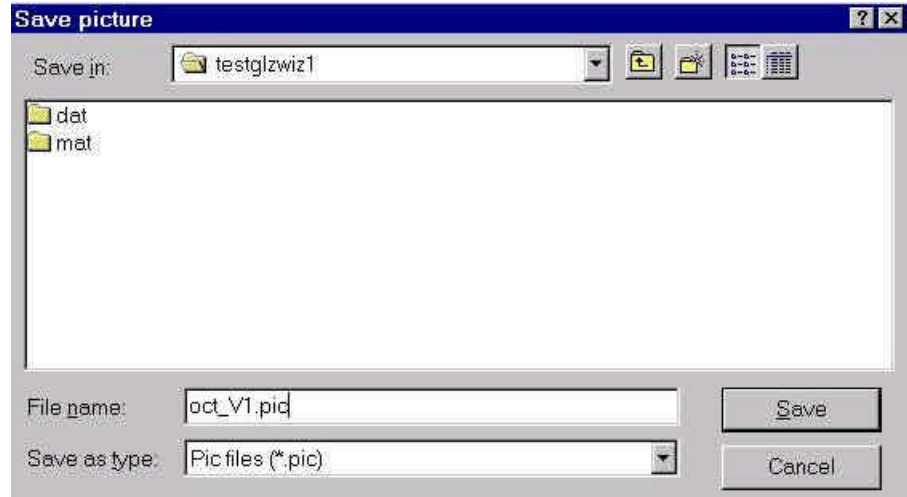 Save picture
Save in: testglzwiz1
dat
mat
File name: oct_V1.pic Save
Save as type: Pic files (*.pic) Cancel